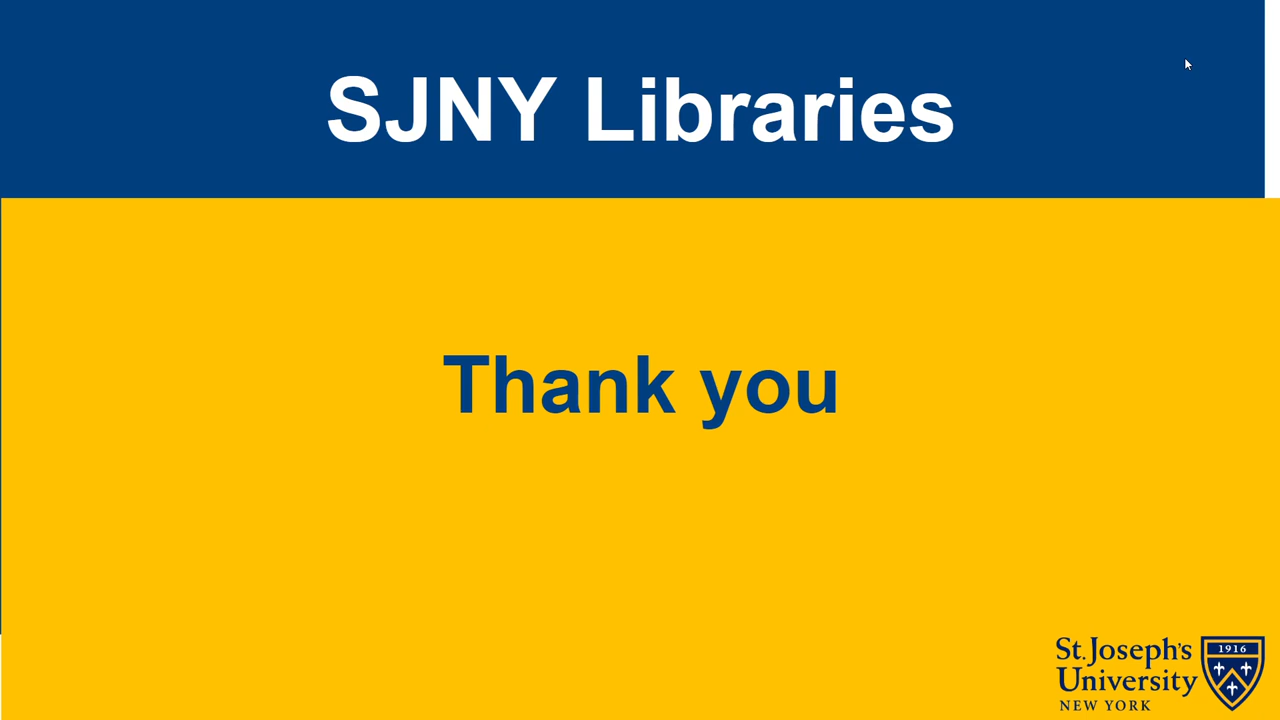 SJNY Libraries
Thank you
St. Joseph's
University
NEW YORK
1916